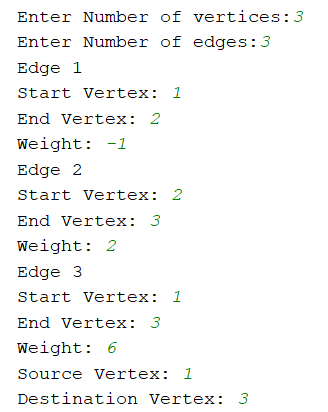 Enter Number of vertices:3
Enter Number of edges:3
Edge 1
Start Vertex: 1
End Vertex: 2
Weight: -1
Edge 2
Start Vertex: 2
End Vertex: 3
Weight: 2
Edge 3
Start Vertex: 1
End Vertex: 3
Weight: 6
Source Vertex: 1
Destination Vertex: 3